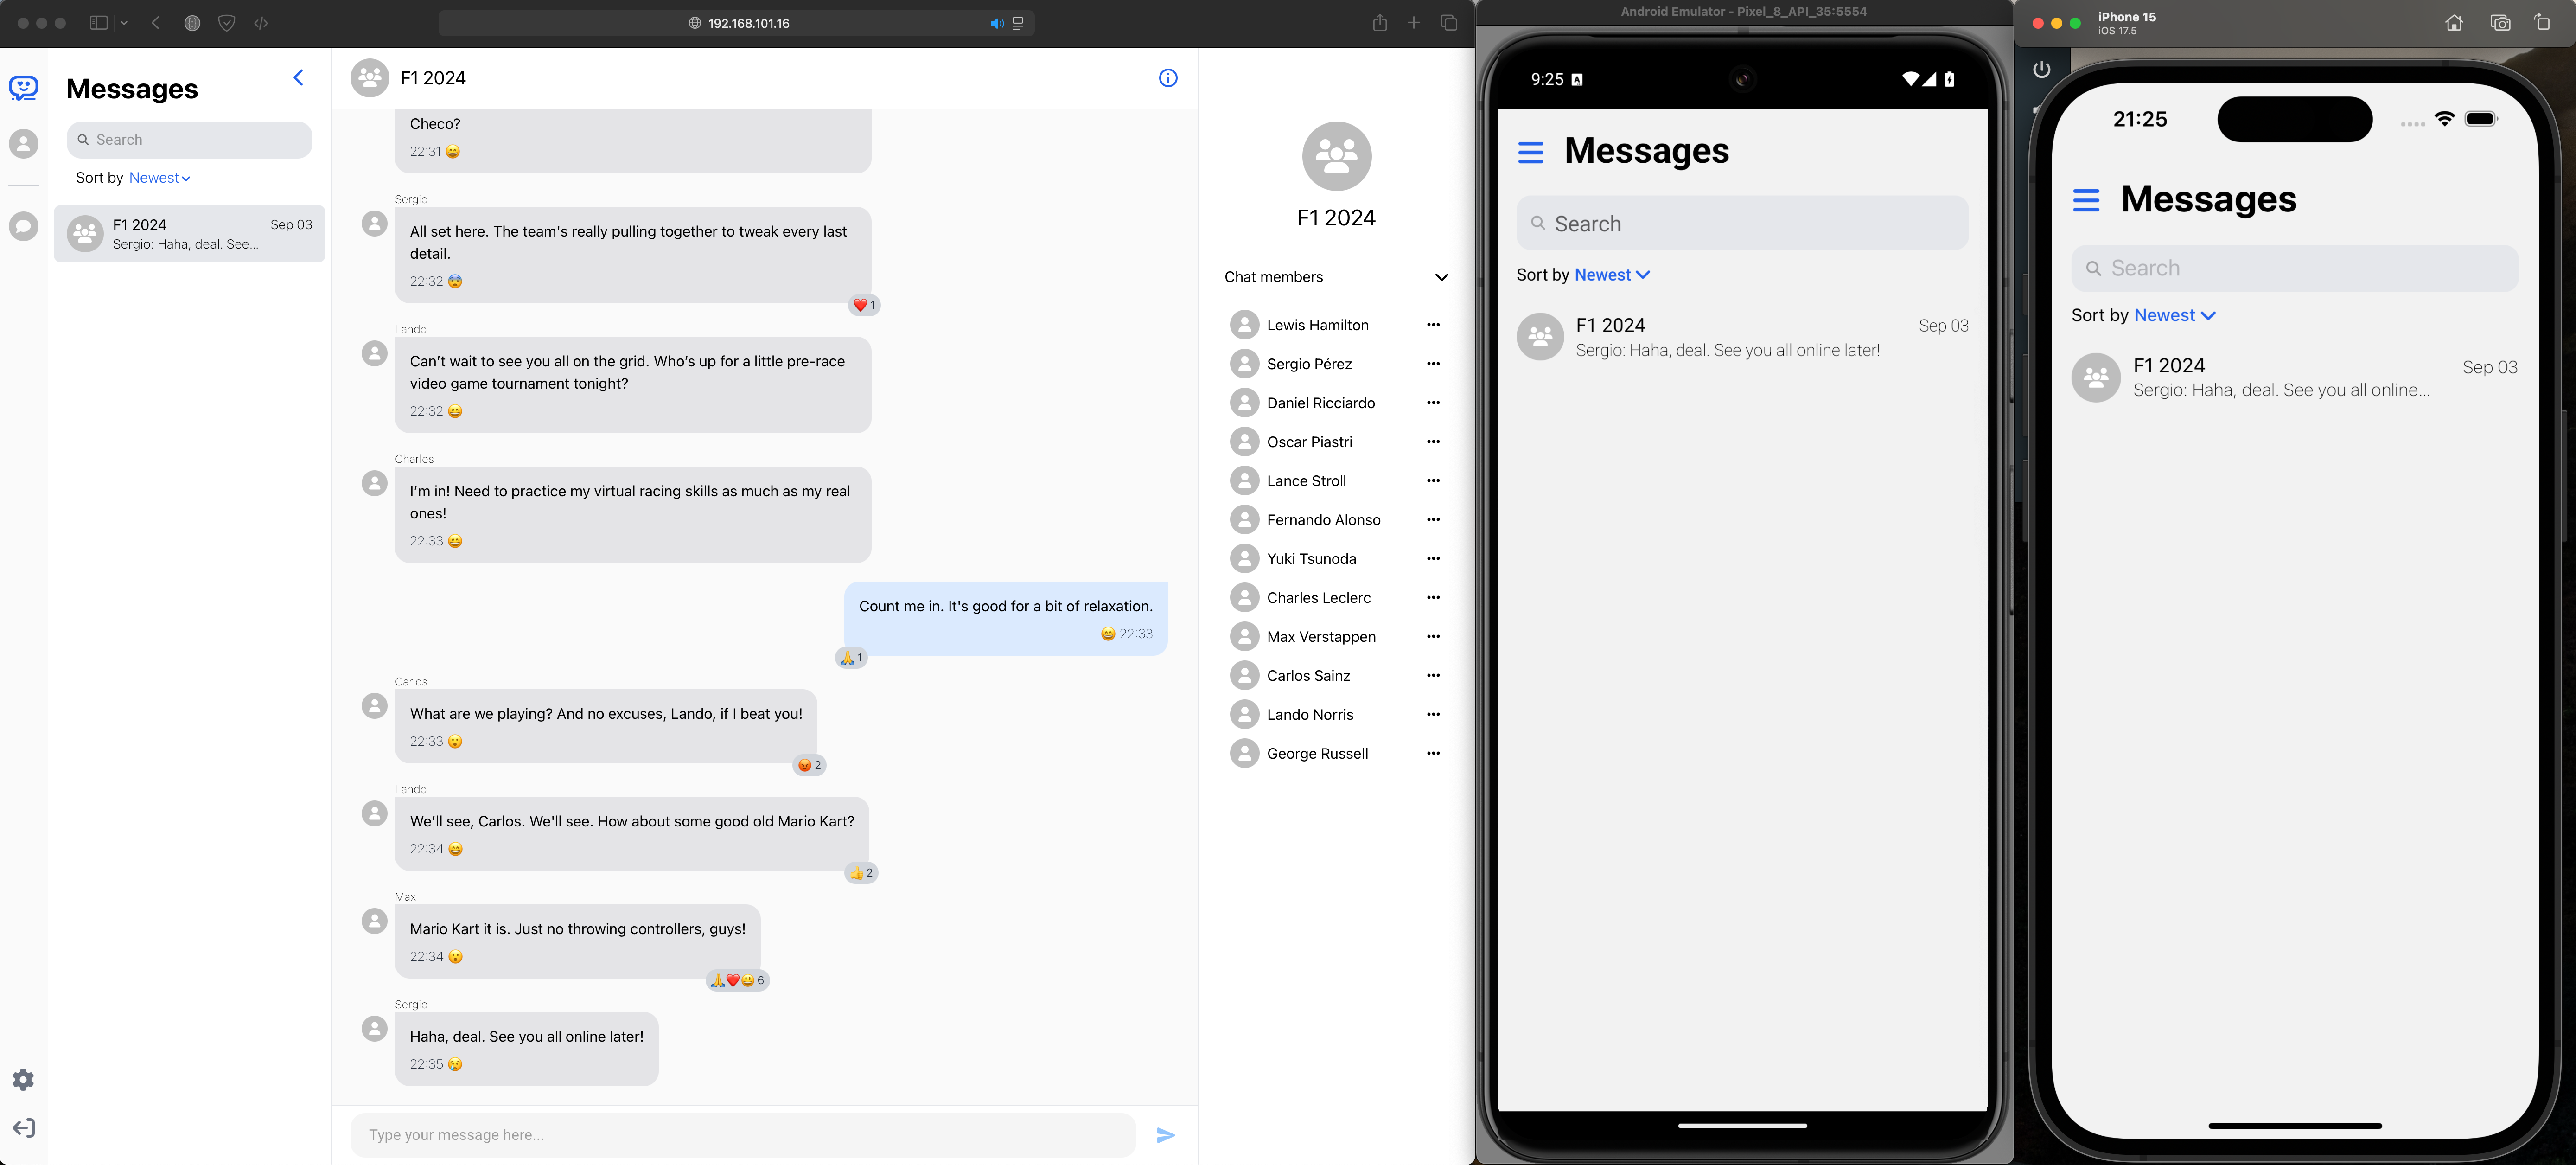 192.168.101.16
Messages
Search
Sort by Newest
F1 2024
Sep 03
Sergio: Haha, deal. See...
F1 2024
Checo?
22:31 😄
Sergio
All set here. The team's really pulling together to tweak every last
detail.
22:32 😨
❤️ 1
Lando
Can’t wait to see you all on the grid. Who’s up for a little pre-race
video game tournament tonight?
22:32 😄
Charles
I’m in! Need to practice my virtual racing skills as much as my real
ones!
22:33 😄
Count me in. It's good for a bit of relaxation.
😄 22:33
🙏 1
Carlos
What are we playing? And no excuses, Lando, if I beat you!
22:33 😮
😡 2
Lando
We’ll see, Carlos. We'll see. How about some good old Mario Kart?
22:34 😄
👍 2
Max
Mario Kart it is. Just no throwing controllers, guys!
22:34 😮
🙏❤️😃 6
Sergio
Haha, deal. See you all online later!
22:35 😢
Type your message here...
F1 2024
Chat members
Lewis Hamilton
Sergio Pérez
Daniel Ricciardo
Oscar Piastri
Lance Stroll
Fernando Alonso
Yuki Tsunoda
Charles Leclerc
Max Verstappen
Carlos Sainz
Lando Norris
George Russell
Android Emulator - Pixel_8_API_35:5554
9:25
Messages
Search
Sort by Newest
F1 2024
Sep 03
Sergio: Haha, deal. See you all online later!
iPhone 15
iOS 17.5
21:25
Messages
Search
Sort by Newest
F1 2024
Sep 03
Sergio: Haha, deal. See you all online...